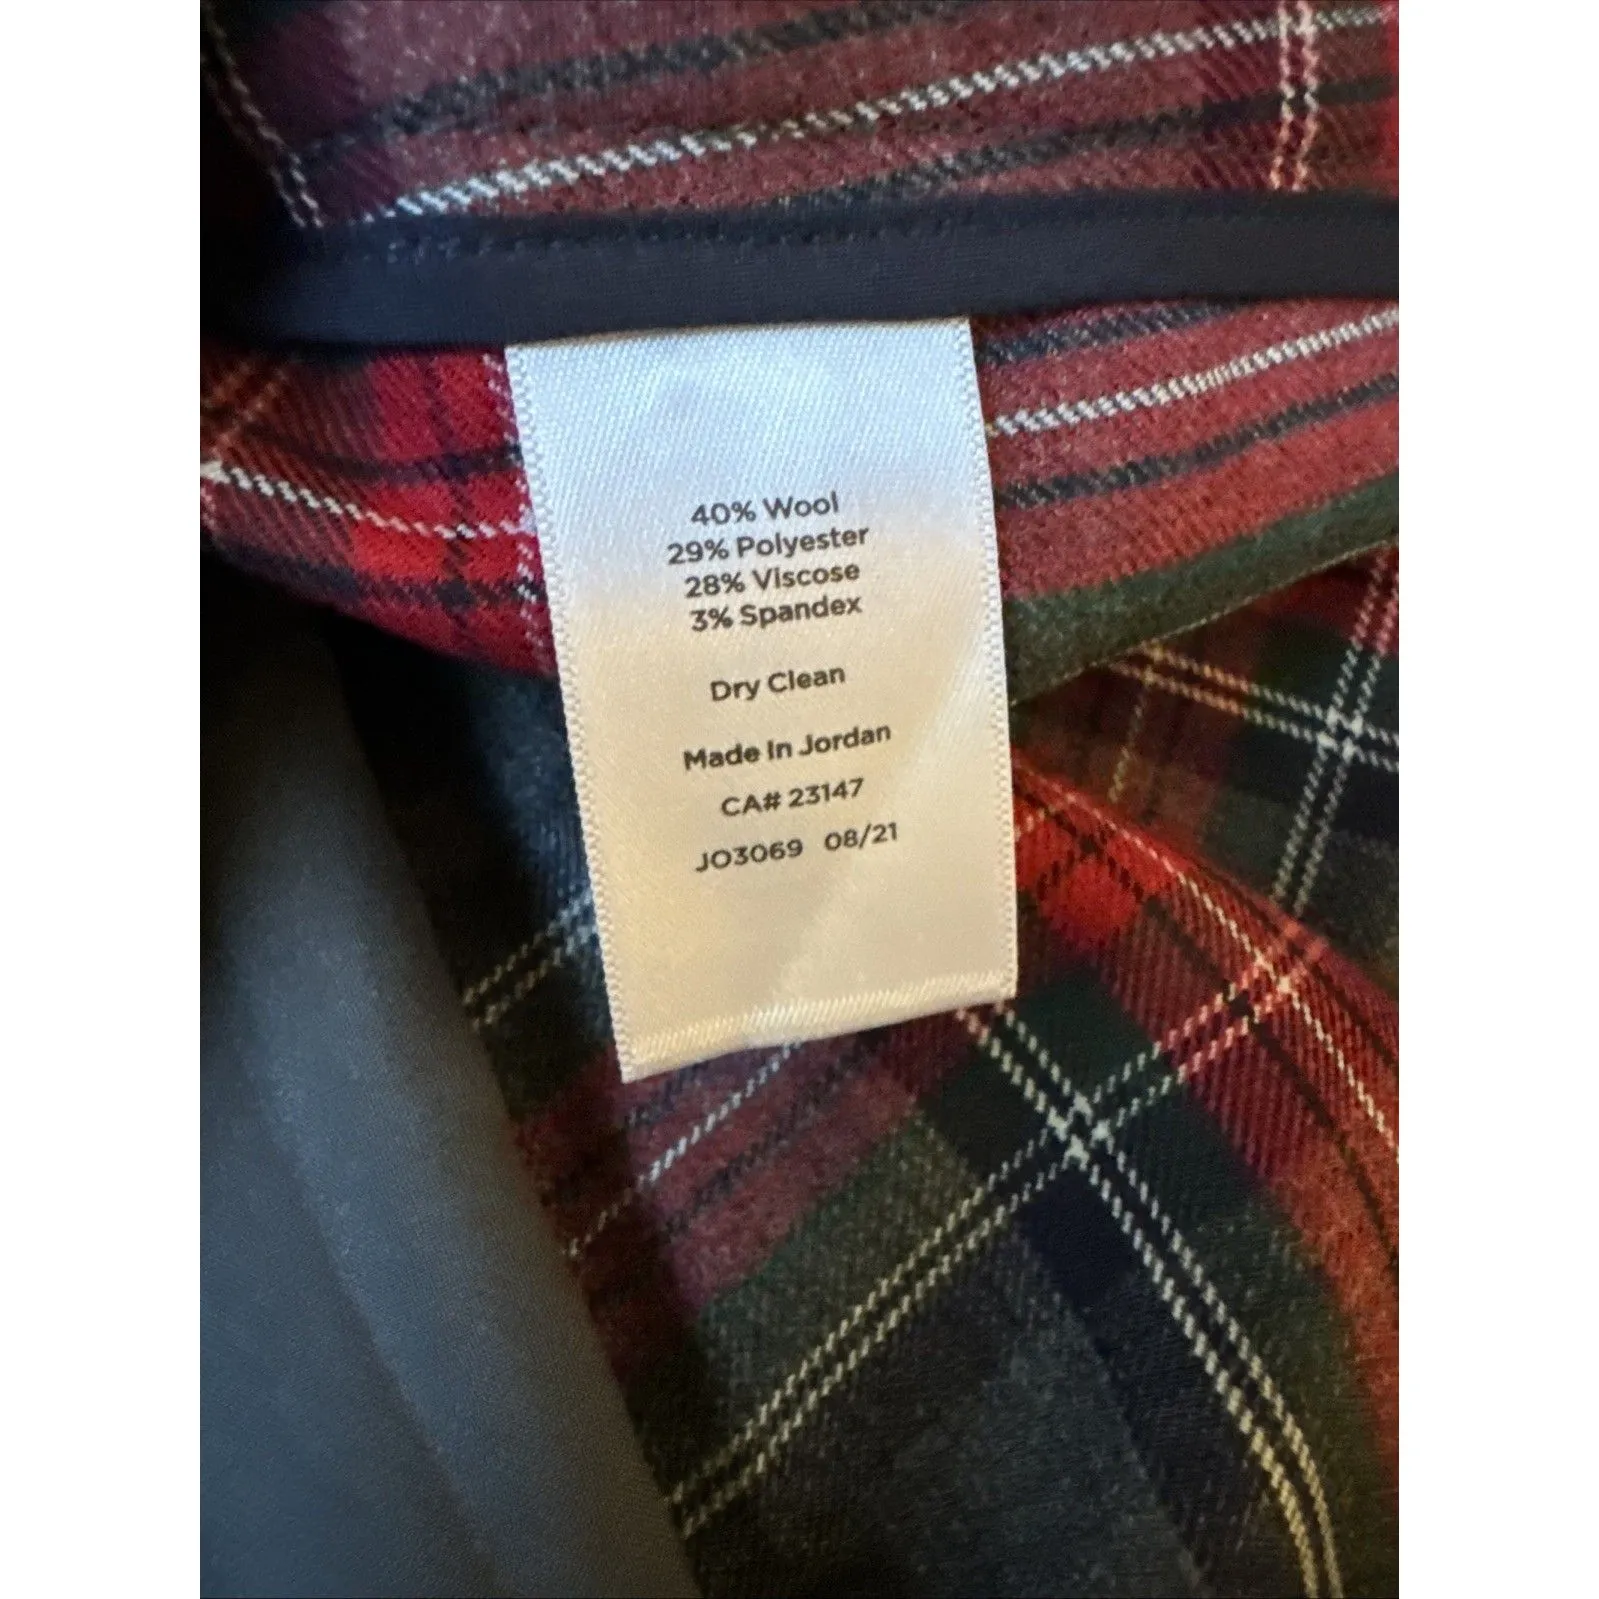 40% Wool
29% Polyester
28% Viscose
3% Spandex
Dry Clean
Made In Jordan
CA# 23147
JO3069 08/21